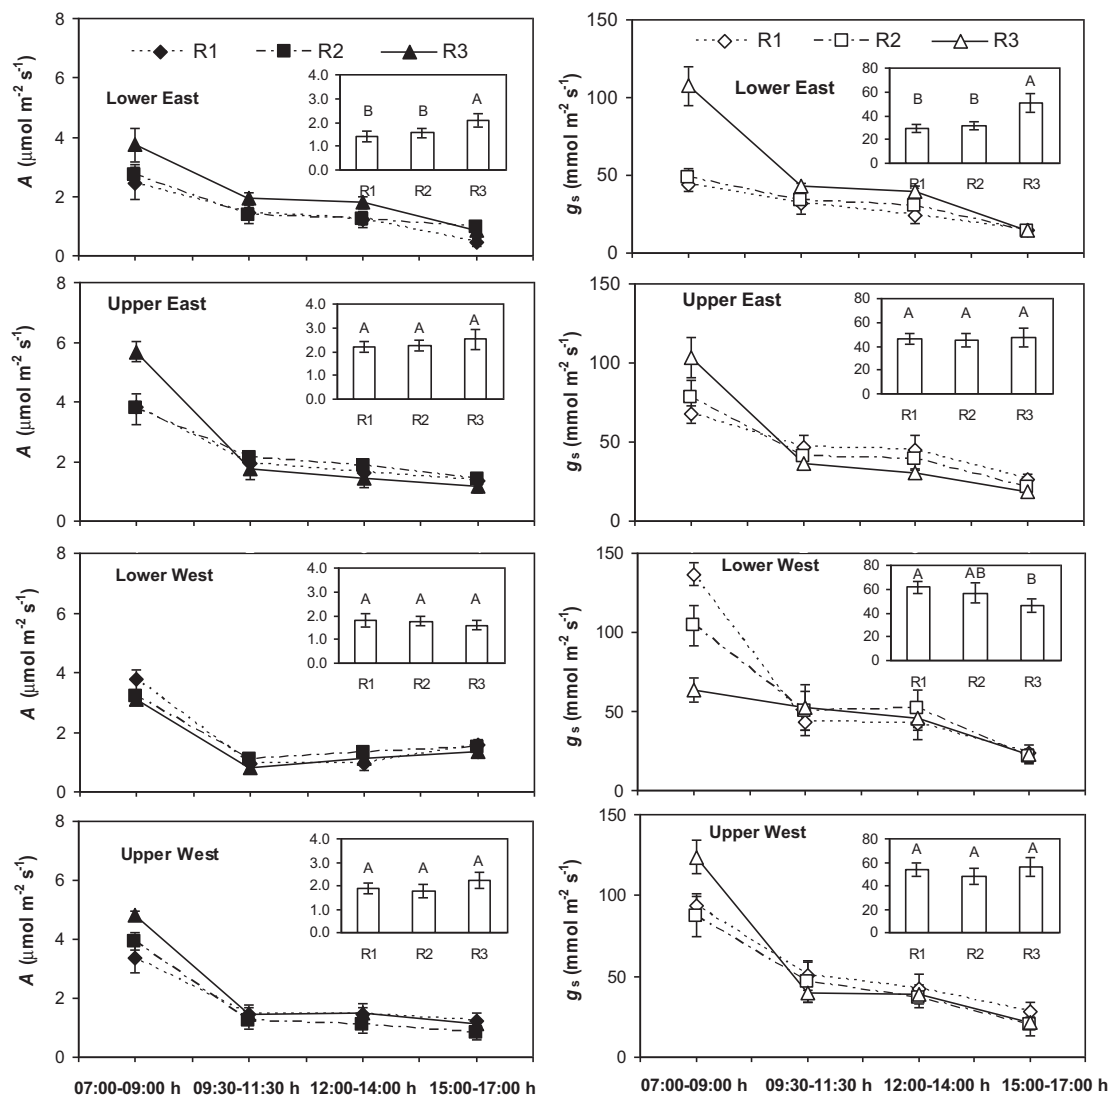 8
6
4
2
0
A (μmol m-2 s-1)
R1 R2 R3
Lower East
4.0
3.0
2.0
1.0
0.0
B B A
R1 R2 R3
150
100
50
0
g s (mmol m-2 s-1)
R1 R2 R3
Lower East
80
60
40
20
0
B B A
R1 R2 R3
8
6
4
2
0
A (μmol m-2 s-1)
Upper East
4.0
3.0
2.0
1.0
0.0
A A A
R1 R2 R3
150
100
50
0
g s (mmol m-2 s-1)
Upper East
80
60
40
20
0
A A A
R1 R2 R3
8
6
4
2
0
A (μmol m-2 s-1)
Lower West
4.0
3.0
2.0
1.0
0.0
A A A
R1 R2 R3
150
100
50
0
g s (mmol m-2 s-1)
Lower West
80
60
40
20
0
A AB B
R1 R2 R3
8
6
4
2
0
A (μmol m-2 s-1)
Upper West
4.0
3.0
2.0
1.0
0.0
A A A
R1 R2 R3
07:00-09:00 h 09:30-11:30 h 12:00-14:00 h 15:00-17:00 h
150
100
50
0
g s (mmol m-2 s-1)
Upper West
80
60
40
20
0
A A A
R1 R2 R3
07:00-09:00 h 09:30-11:30 h 12:00-14:00 h 15:00-17:00 h